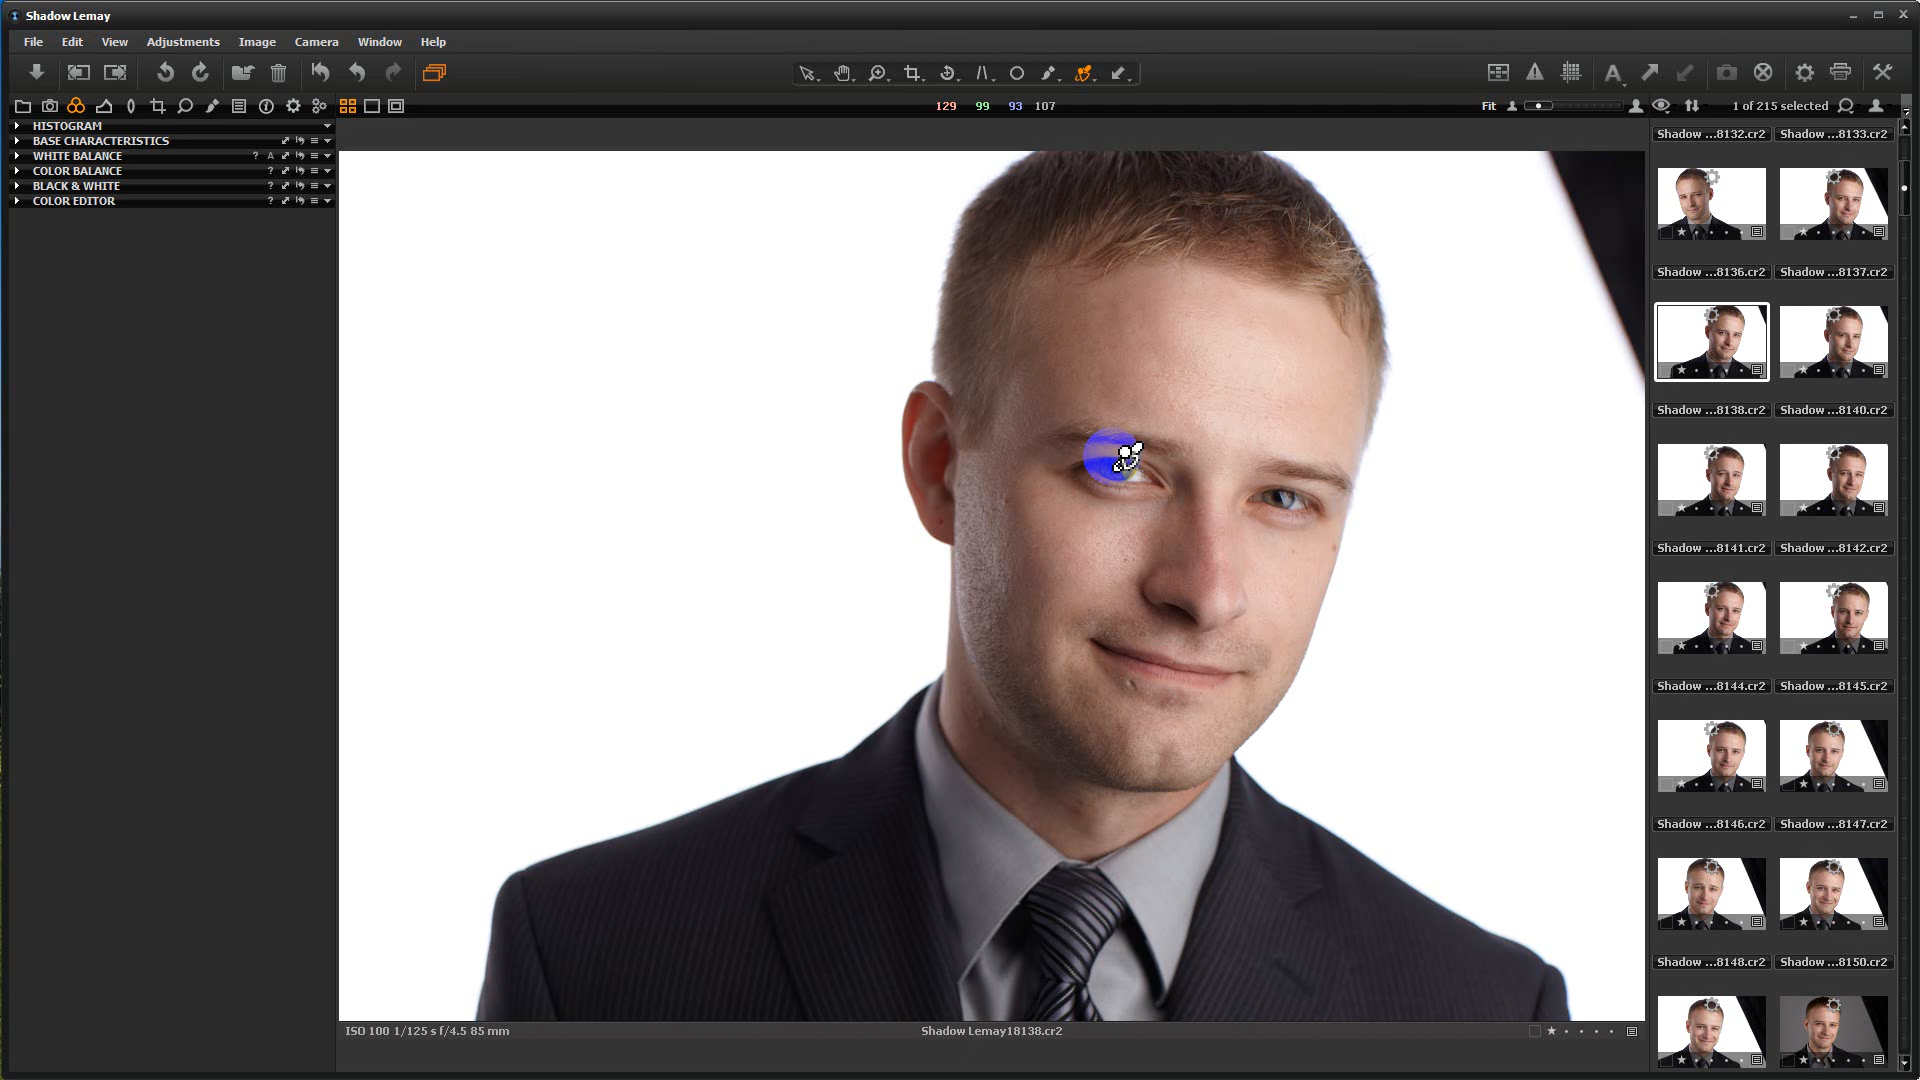 Shadow Lemay
File Edit View Adjustments Image Camera Window Help
129 99 93 107
Fit
1 of 215 selected
HISTOGRAM
BASE CHARACTERISTICS
WHITE BALANCE ? A
COLOR BALANCE ?
BLACK & WHITE ?
COLOR EDITOR ?
Shadow ...8132.cr2 Shadow ...8133.cr2
Shadow ...8136.cr2 Shadow ...8137.cr2
Shadow ...8138.cr2 Shadow ...8140.cr2
Shadow ...8141.cr2 Shadow ...8142.cr2
Shadow ...8144.cr2 Shadow ...8145.cr2
Shadow ...8146.cr2 Shadow ...8147.cr2
Shadow ...8148.cr2 Shadow ...8150.cr2
ISO 100 1/125 s f/4.5 85 mm
Shadow Lemay18138.cr2